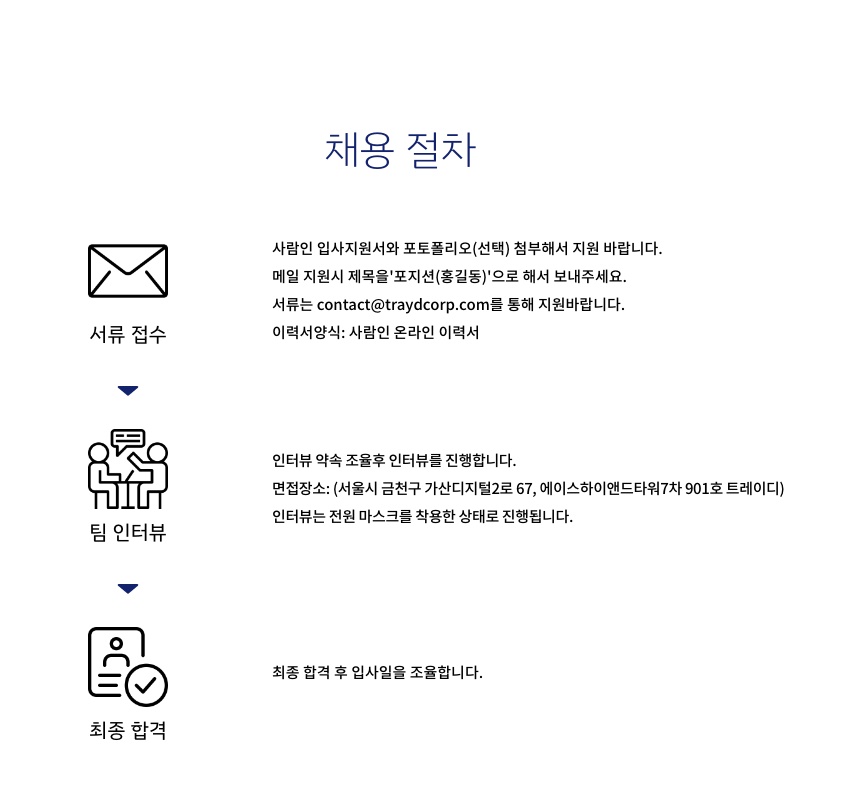 채용 절차
사람인 입사지원서와 포토폴리오(선택) 첨부해서 지원 바랍니다.
메일 지원시 제목을'포지션(홍길동)'으로 해서 보내주세요.
서류는 contact@traydcorp.com를 통해 지원바랍니다.
이력서양식: 사람인 온라인 이력서
서류 접수
인터뷰 약속 조율후 인터뷰를 진행합니다.
면접장소: (서울시 금천구 가산디지털2로 67, 에이스하이앤드타워7차 901호 트레이디)
인터뷰는 전원 마스크를 착용한 상태로 진행됩니다.
팀 인터뷰
최종 합격 후 입사일을 조율합니다.
최종 합격